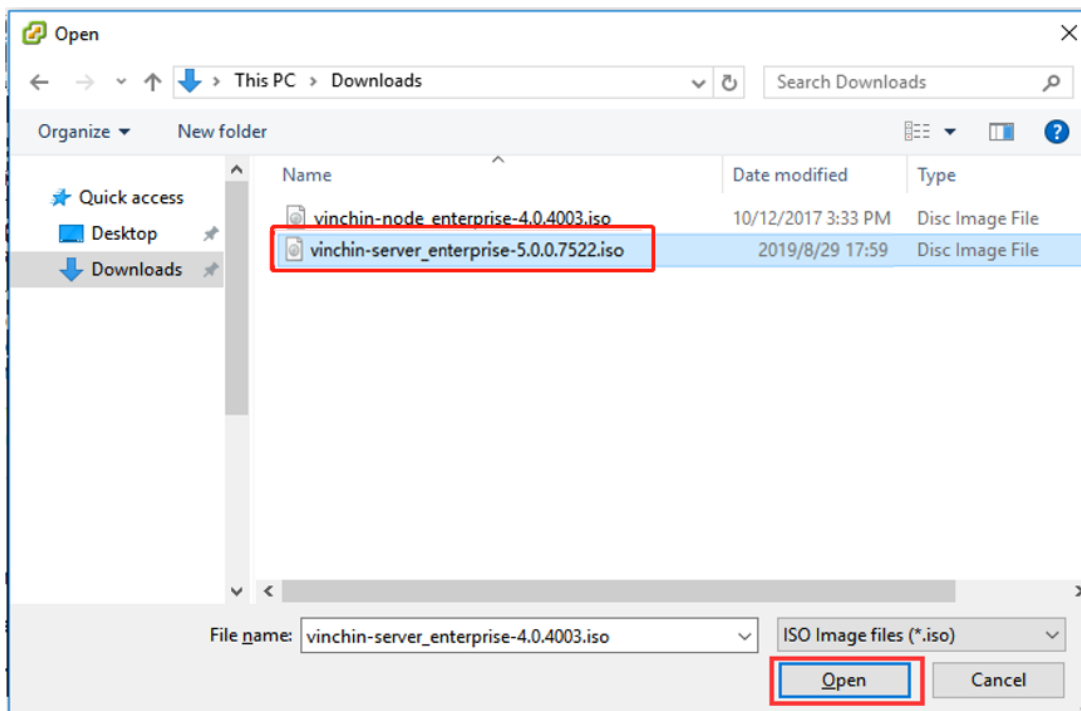 Open
This PC > Downloads
Search Downloads
Organize
New folder
?
Name
Date modified
Type
Quick access
Desktop
Downloads
vinchin-node_enterprise-4.0.4003.iso 10/12/2017 3:33 PM Disc Image File
vinchin-server_enterprise-5.0.0.7522.iso 2019/8/29 17:59 Disc Image File
File name: vinchin-server_enterprise-4.0.4003.iso
ISO Image files (*.iso)
Open
Cancel